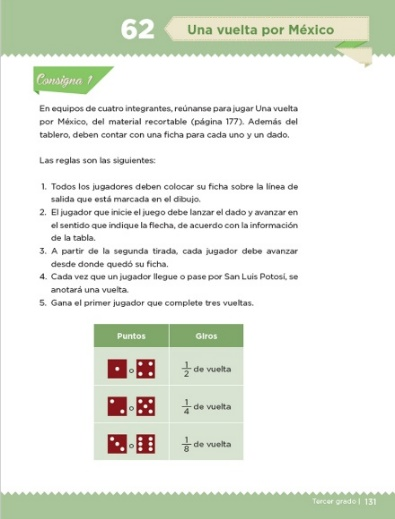 62
Una vuelta por México
Consigna 1
En equipos de cuatro integrantes, reúnanse para jugar Una vuelta
por México, del material recortable (página 177). Además del
tablero, deben contar con una ficha para cada uno y un dado.
Las reglas son las siguientes:
1. Todos los jugadores deben colocar su ficha sobre la línea de
salida que está marcada en el dibujo.
2. El jugador que inicie el juego debe lanzar el dado y avanzar en
el sentido que indique la flecha, de acuerdo con la información
de la tabla.
3. A partir de la segunda tirada, cada jugador debe avanzar
desde donde quedó su ficha.
4. Cada vez que un jugador llegue o pase por San Luis Potosí, se
anotará una vuelta.
5. Gana el primer jugador que complete tres vueltas.
Puntos Giros
o 1/2 de vuelta
o 1/4 de vuelta
o 1/8 de vuelta
Tercer grado | 131